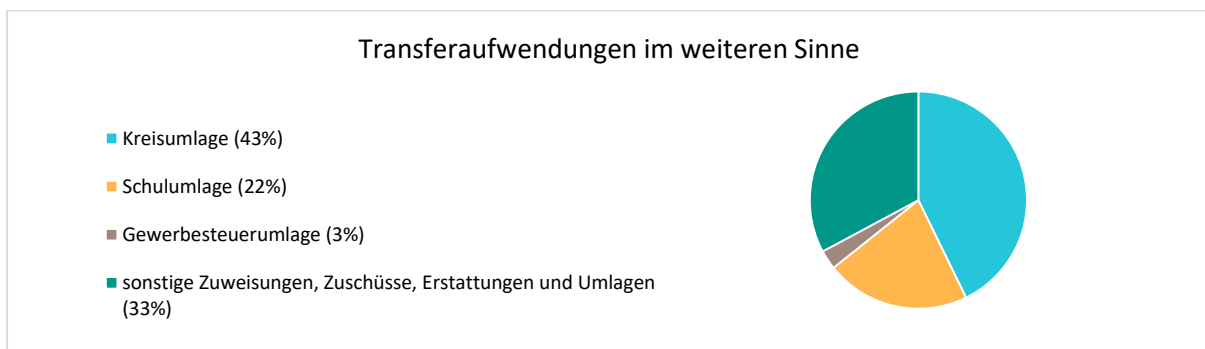 Transferaufwendungen im weiteren Sinne
Kreisumlage (43%)
Schulumlage (22%)
Gewerbesteuerumlage (3%)
sonstige Zuweisungen, Zuschüsse, Erstattungen und Umlagen
(33%)